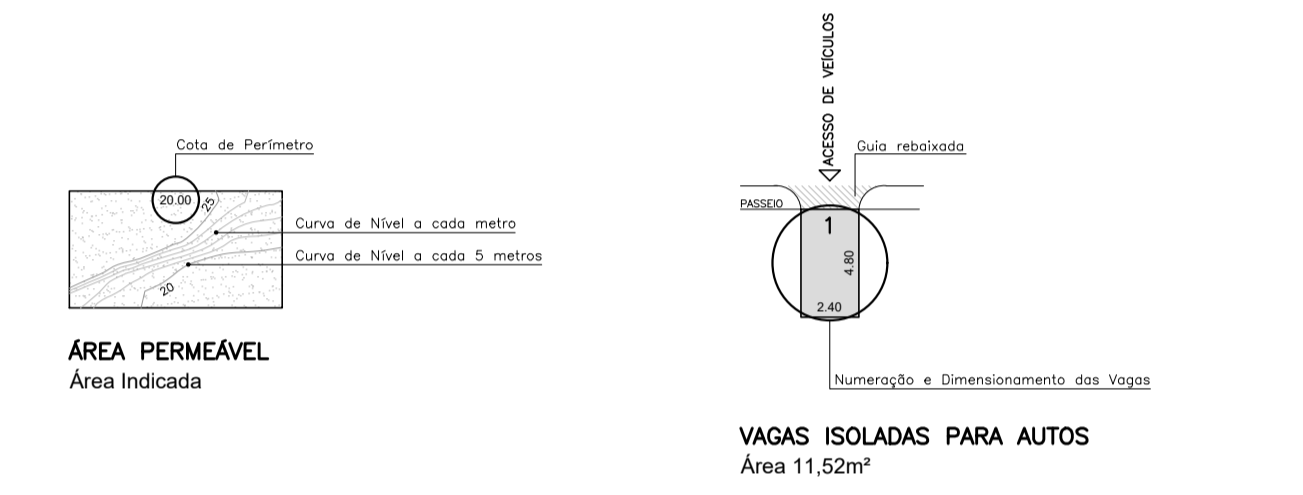 Cota de Perímetro
20.00
25
Curva de Nível a cada metro
Curva de Nível a cada 5 metros
20
ÁREA PERMEÁVEL
Área Indicada
ACESSO DE VEÍCULOS
Guia rebaixada
PASSEIO
1
4.80
2.40
Numeração e Dimensionamento das Vagas
VAGAS ISOLADAS PARA AUTOS
Área 11,52m²